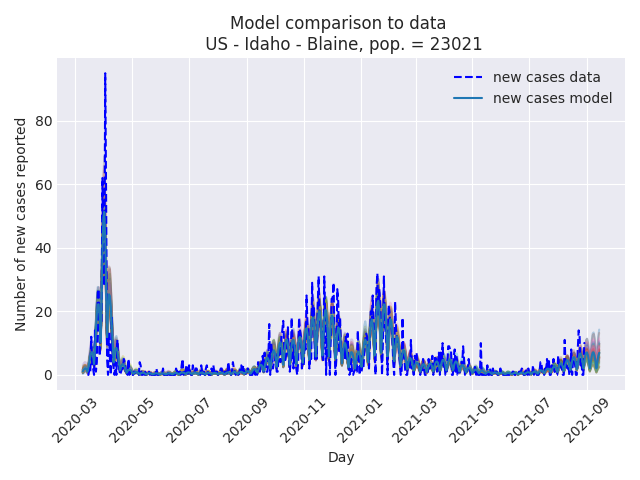 Model comparison to data
US - Idaho - Blaine, pop. = 23021
new cases data
new cases model
Number of new cases reported
80
60
40
20
0
2020-03
2020-05
2020-07
2020-09
2020-11
2021-01
2021-03
2021-05
2021-07
2021-09
Day